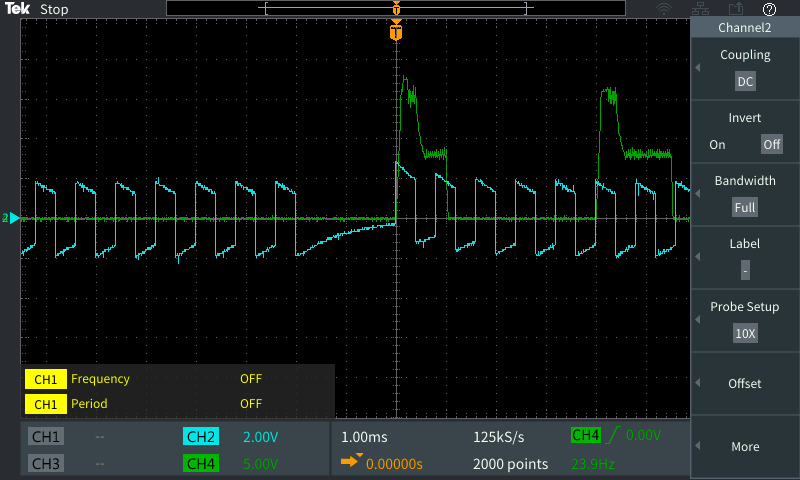 Tek Stop
T
T
2
Channel2
Coupling
DC
Invert
On Off
Bandwidth
Full
Label
-
Probe Setup
10X
Offset
More
CH1 Frequency OFF
CH1 Period OFF
CH1 -- CH2 2.00V
CH3 -- CH4 5.00V
1.00ms 125kS/s CH4 0.00V
0.00000s 2000 points 23.9Hz